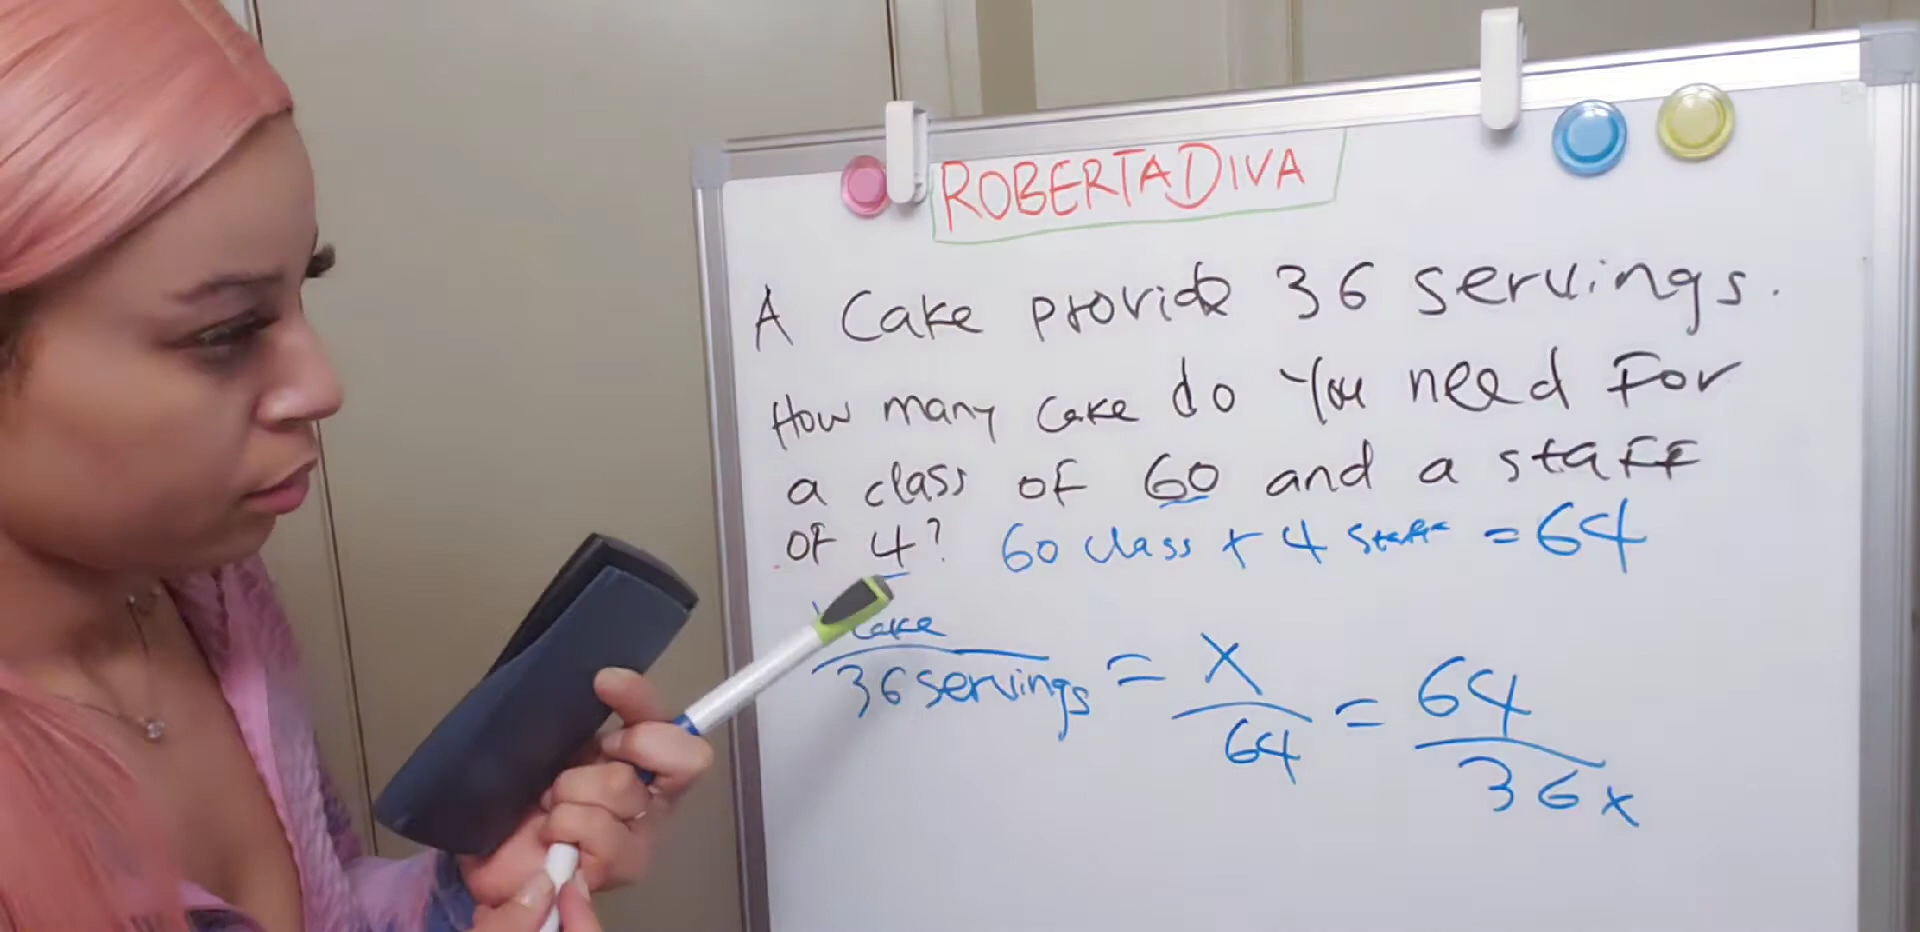 ROBERTADIVA
A Cake provide 36 servings.
How many cake do You need For
a class of 60 and a staff
of 4? 60 class + 4 staff = 64
cake
36 servings = x / 64 = 64 / 36x